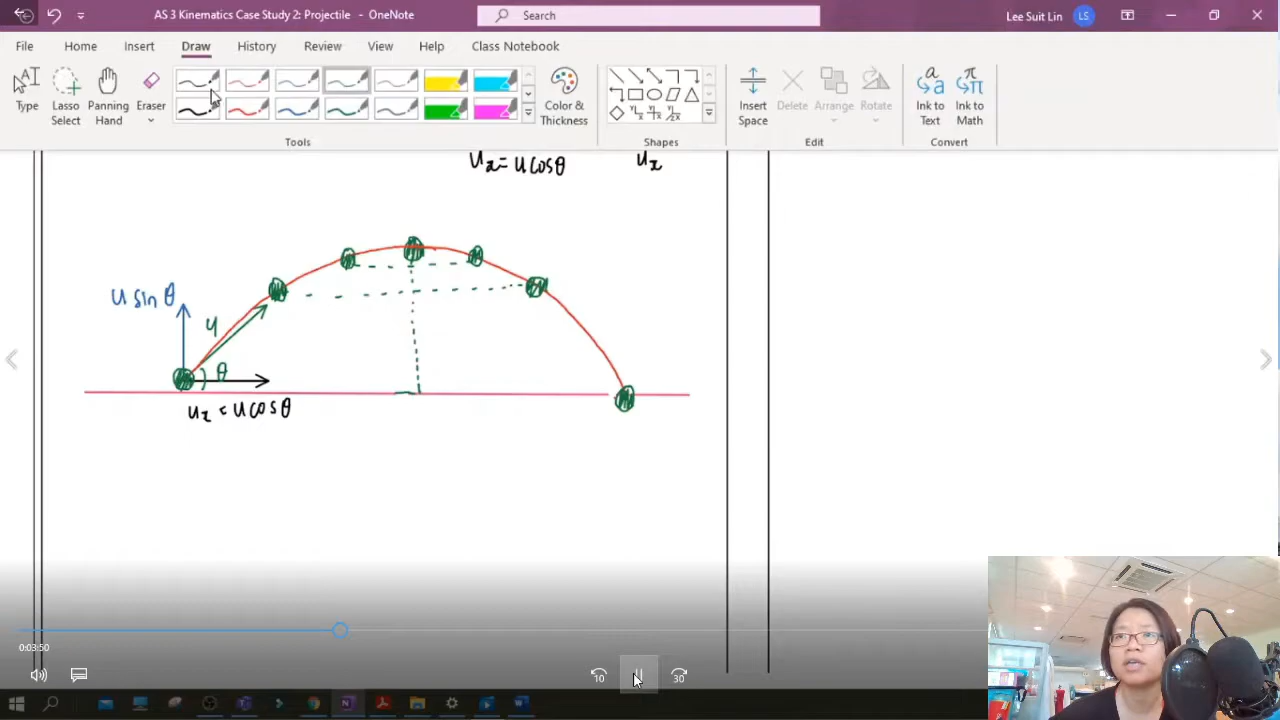 AS 3 Kinematics Case Study 2: Projectile - OneNote
Search
Lee Suit Lin
LS
File
Home
Insert
Draw
History
Review
View
Help
Class Notebook
Type
Lasso Select
Panning Hand
Eraser
Color & Thickness
Insert Space
Delete
Arrange
Rotate
Ink to Text
Ink to Math
Tools
Shapes
Edit
Convert
ux = u cosθ
ux
u sin θ
u
θ
ux = u cosθ
0:03:50
10
30